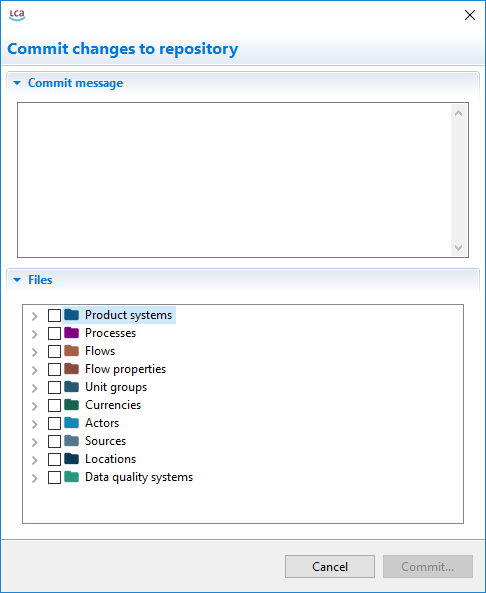 LCA
Commit changes to repository
Commit message
Files
Product systems
Processes
Flows
Flow properties
Unit groups
Currencies
Actors
Sources
Locations
Data quality systems
Cancel
Commit...